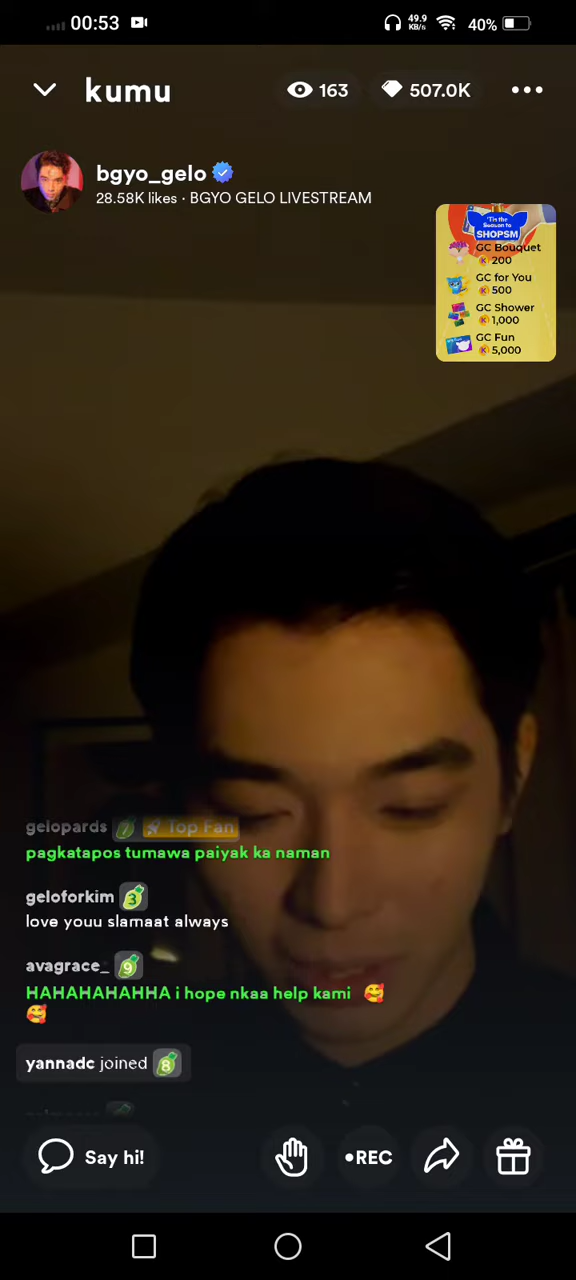 00:53
49.9
KB/s
40%
kumu
163
507.0K
bgyo_gelo
28.58K likes · BGYO GELO LIVESTREAM
'Tis the
Season to
SHOPSM
GC Bouquet
K 200
GC for You
K 500
GC Shower
K 1,000
GC Fun
K 5,000
gelopards 7 Top Fan
pagkatapos tumawa paiyak ka naman
geloforkim 3
love youu slamaat always
avagrace_ 9
HAHAHAHAHHA i hope nkaa help kami 🥰
🥰
yannadc joined 8
Say hi!
•REC